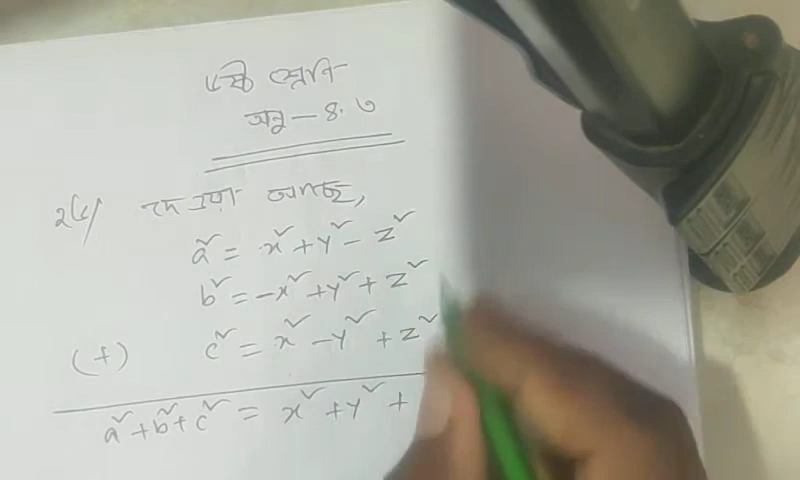 ৬ষ্ঠ শ্রেণি
অনু — ৪.৩
২৫/ দেওয়া আছে,
a² = x² + y² - z²
b² = -x² + y² + z²
(+) c² = x² - y² + z²
a² + b² + c² = x² + y² +